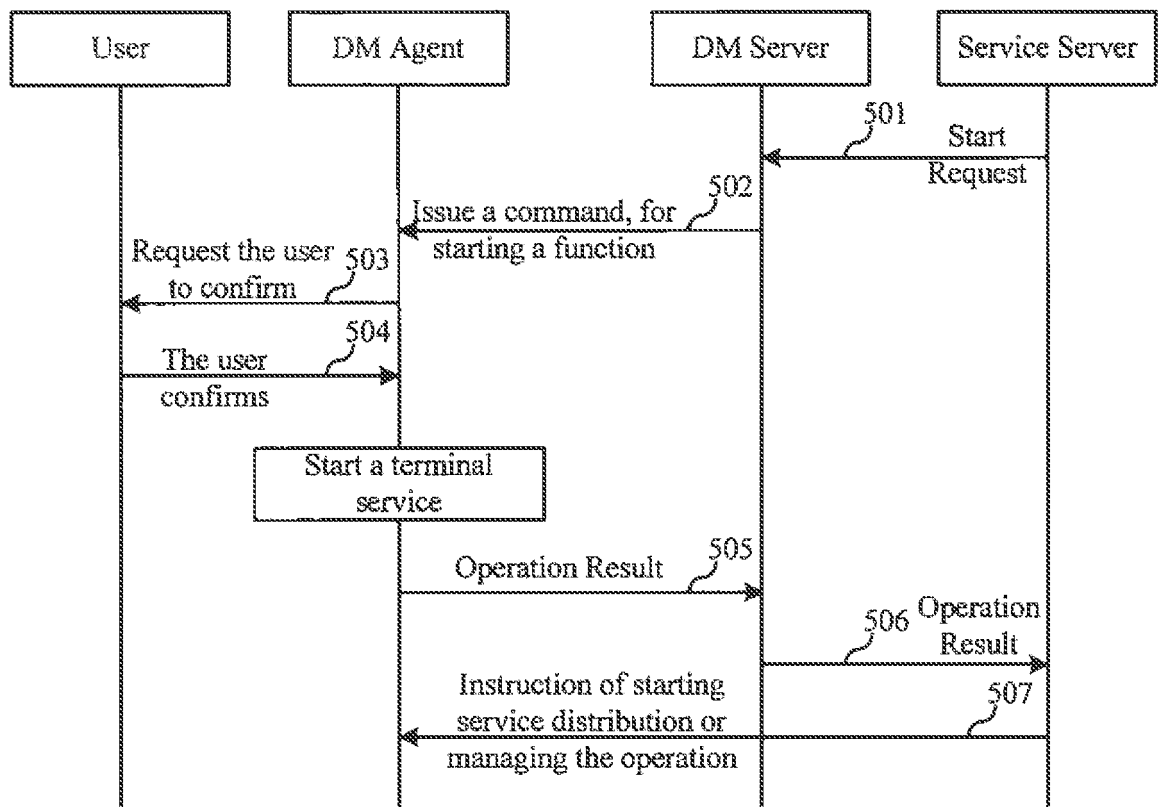 User
DM Agent
DM Server
Service Server
501
Start
Request
502
Issue a command, for
starting a function
Request the user
to confirm
503
504
The user
confirms
Start a terminal
service
505
Operation Result
506
Operation
Result
Instruction of starting
service distribution or
managing the operation
507